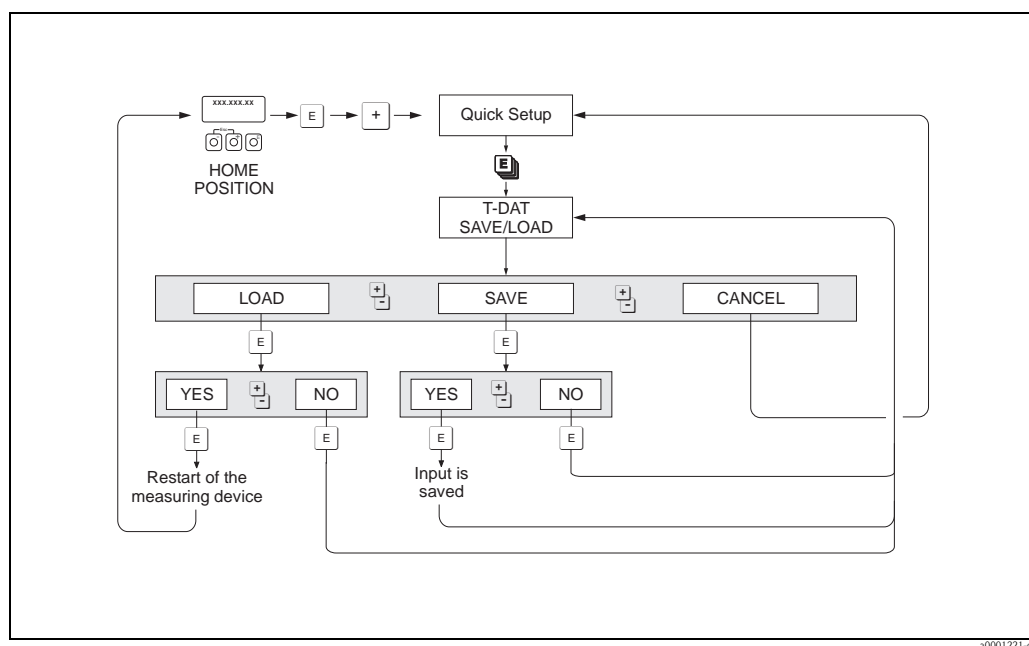 xxx.xxx.xx
Esc
E
+
Quick Setup
HOME
POSITION
E
T-DAT
SAVE/LOAD
LOAD
+
-
SAVE
+
-
CANCEL
E
E
YES
+
-
NO
YES
+
-
NO
E
E
E
E
Restart of the
measuring device
Input is
saved